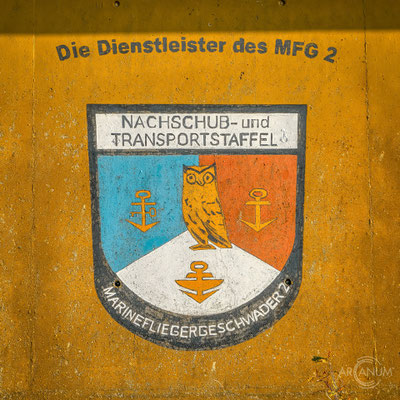 Die Dienstleister des MFG 2
NACHSCHUB- und
TRANSPORTSTAFFEL
MARINEFLIEGERGESCHWADER 2
ARCANUM